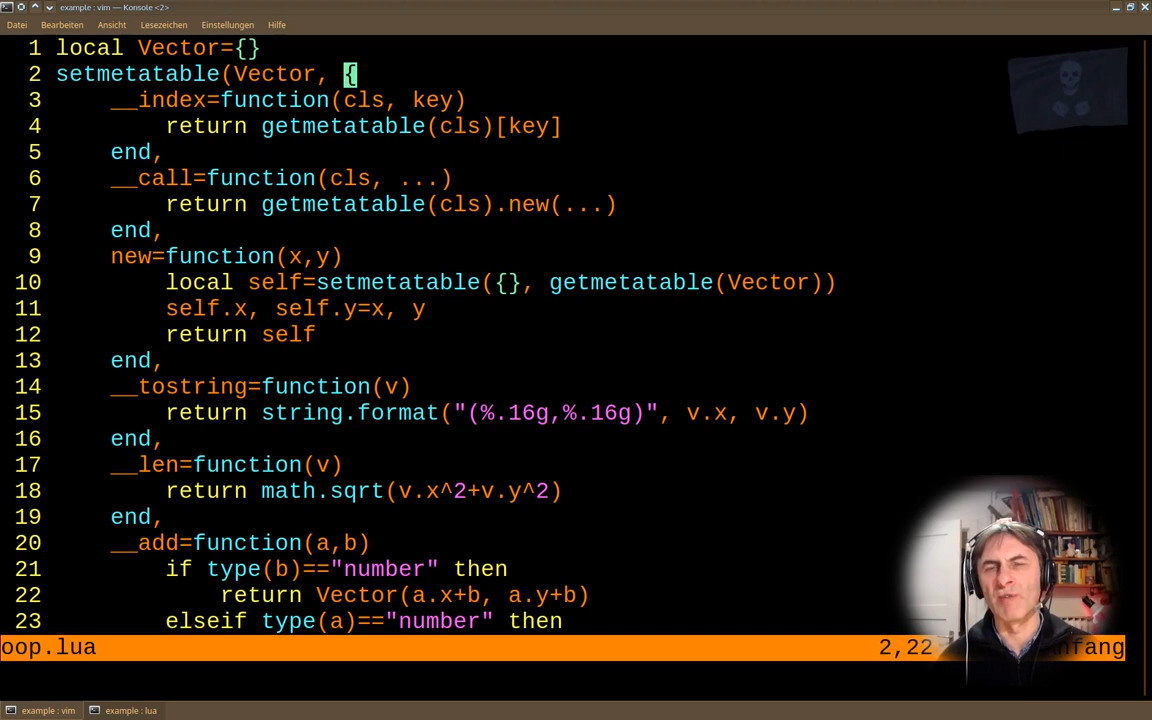 example : vim — Konsole <2>
Datei Bearbeiten Ansicht Lesezeichen Einstellungen Hilfe
1 local Vector={}
2 setmetatable(Vector, {
3     __index=function(cls, key)
4         return getmetatable(cls)[key]
5     end,
6     __call=function(cls, ...)
7         return getmetatable(cls).new(...)
8     end,
9     new=function(x,y)
10         local self=setmetatable({}, getmetatable(Vector))
11         self.x, self.y=x, y
12         return self
13     end,
14     __tostring=function(v)
15         return string.format("(%.16g,%.16g)", v.x, v.y)
16     end,
17     __len=function(v)
18         return math.sqrt(v.x^2+v.y^2)
19     end,
20     __add=function(a,b)
21         if type(b)=="number" then
22             return Vector(a.x+b, a.y+b)
23         elseif type(a)=="number" then
oop.lua 2,22
example : vim example : lua